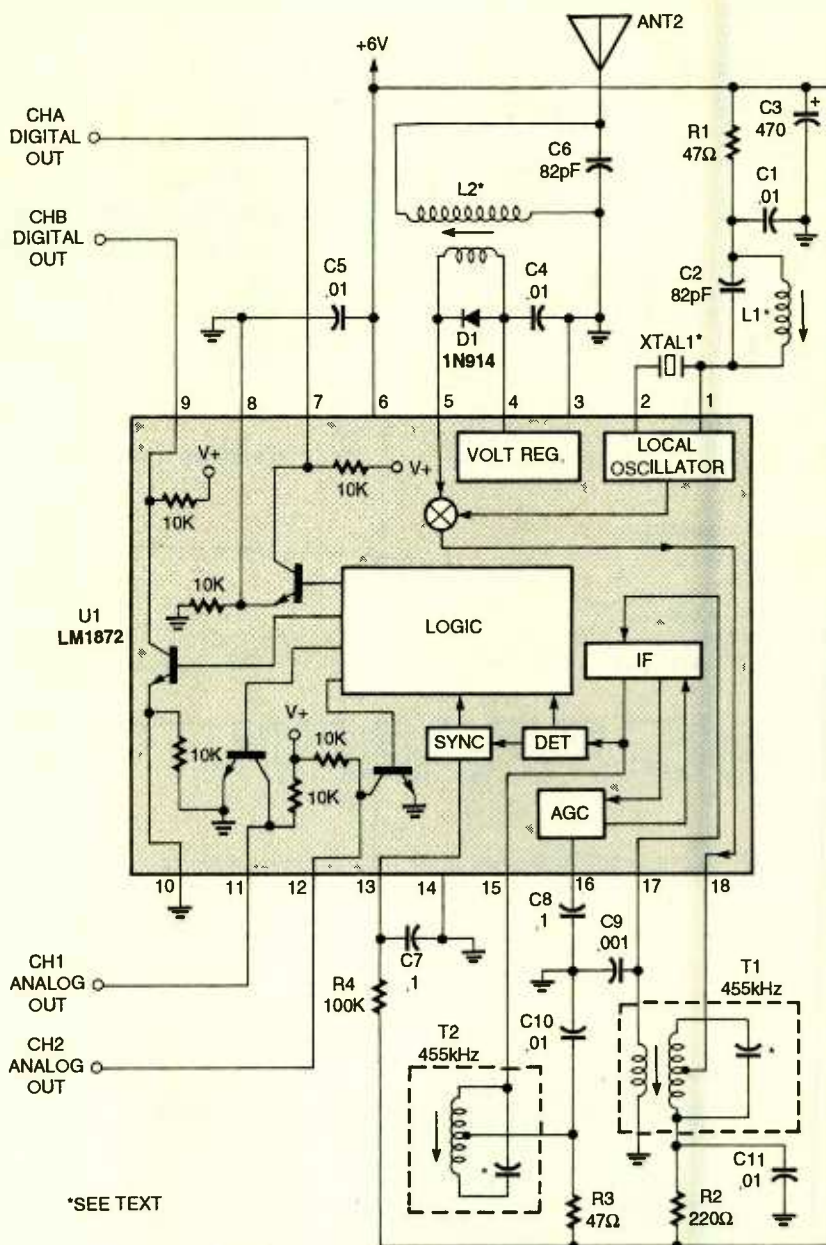 ANT2
+6V
CHA
DIGITAL
OUT
CHB
DIGITAL
OUT
C6
82pF
L2*
R1
47Ω
C3
470
+
C1
.01
C2
82pF
L1*
C5
.01
C4
.01
D1
1N914
XTAL1*
9
8
7
6
5
4
3
2
1
VOLT REG.
LOCAL
OSCILLATOR
V+
10K
10K
V+
10K
U1
LM1872
LOGIC
IF
SYNC
DET
AGC
10K
V+
10K
10K
10
11
12
13
14
15
16
17
18
CH1
ANALOG
OUT
CH2
ANALOG
OUT
C7
.1
R4
100K
C8
.1
C9
.001
C10
.01
T2
455kHz
*
T1
455kHz
*
C11
.01
R3
47Ω
R2
220Ω
*SEE TEXT